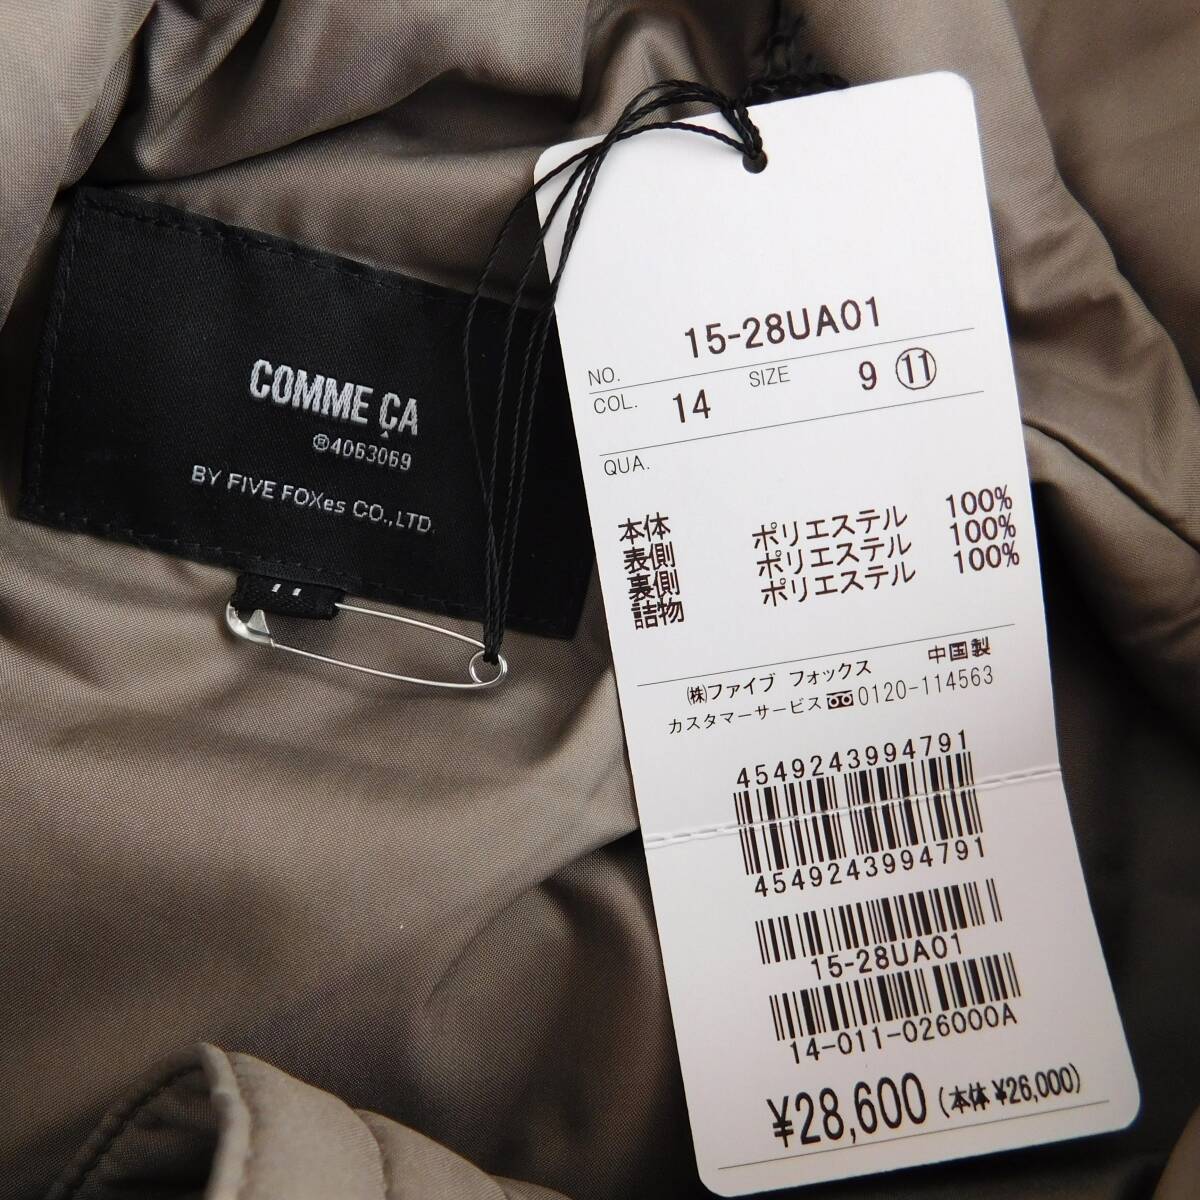 COMME ÇA
®4063069
BY FIVE FOXes CO.,LTD.
11
NO. 15-28UA01
COL. 14 SIZE 9 ⑪
QUA.
本体
表側 ポリエステル 100%
裏側 ポリエステル 100%
詰物 ポリエステル 100%
中国製
㈱ファイブ フォックス
カスタマーサービス 0120-114563
4549243994791
4549243994791
15-28UA01
14-011-026000A
¥28,600 (本体 ¥26,000)